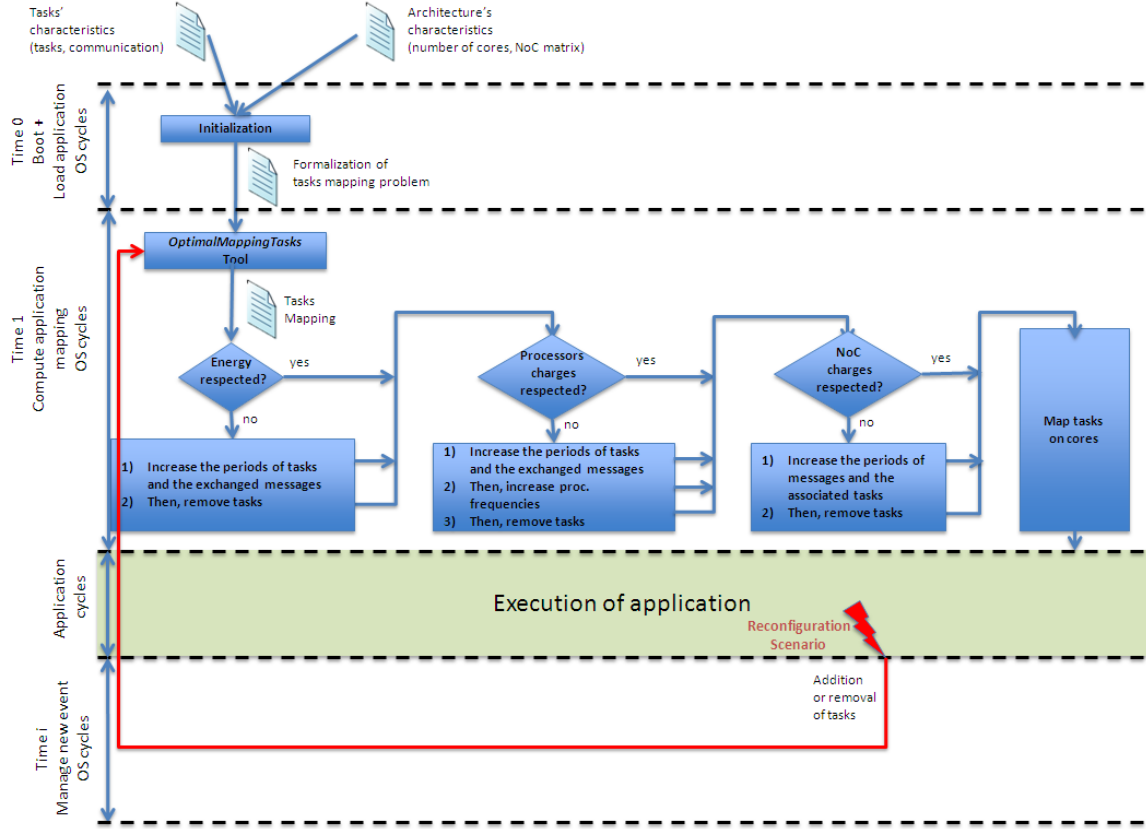 Tasks'
characteristics
(tasks, communication)
Architecture's
characteristics
(number of cores, NoC matrix)
Time 0
Boot +
Load application
OS cycles
Initialization
Formalization of
tasks mapping problem
Time 1
Compute application
mapping
OS cycles
OptimalMappingTasks
Tool
Tasks
Mapping
Energy
respected?
yes
no
Processors
charges
respected?
yes
no
NoC
charges
respected?
yes
no
1) Increase the periods of tasks
and the exchanged messages
2) Then, remove tasks
1) Increase the periods of tasks
and the exchanged messages
2) Then, increase proc.
frequencies
3) Then, remove tasks
1) Increase the periods of
messages and the
associated tasks
2) Then, remove tasks
Map tasks
on cores
Application
cycles
Execution of application
Reconfiguration
Scenario
Time i
Manage new event
OS cycles
Addition
or removal
of tasks